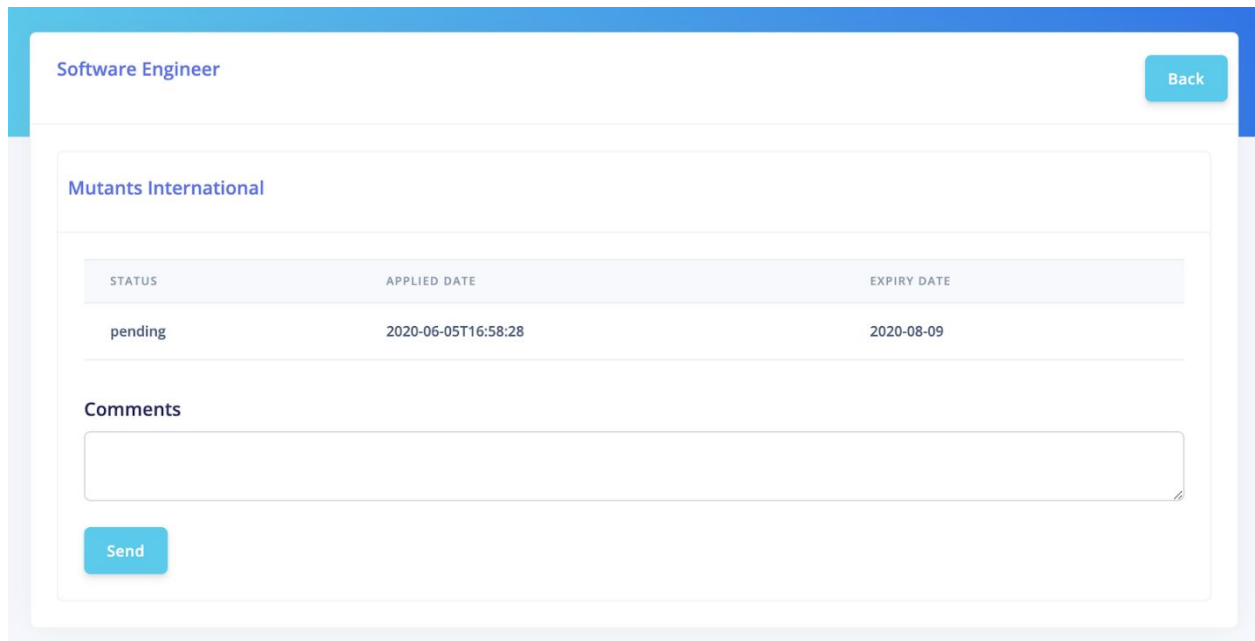 Software Engineer
Back
Mutants International
STATUS APPLIED DATE EXPIRY DATE
pending 2020-06-05T16:58:28 2020-08-09
Comments
Send